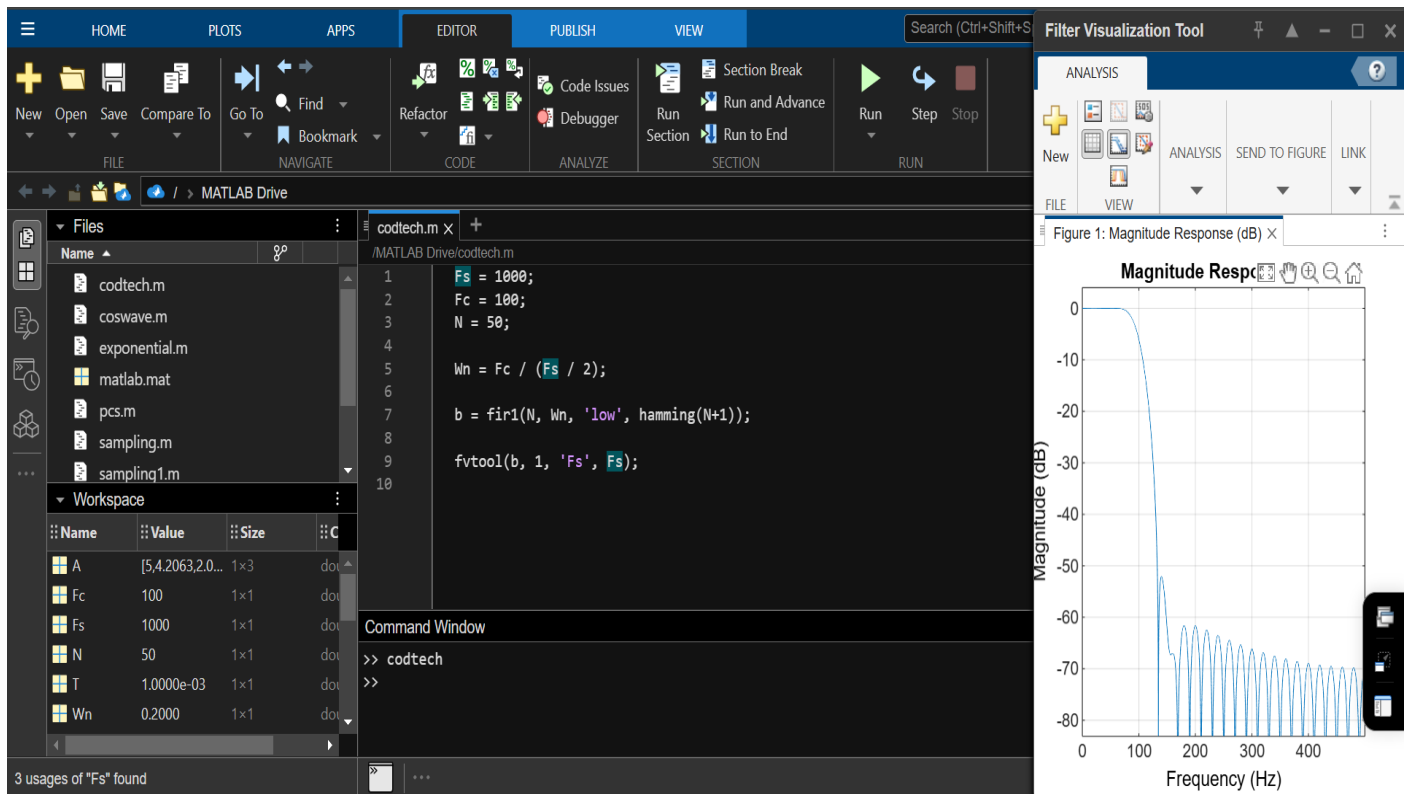 HOME PLOTS APPS EDITOR PUBLISH VIEW
Search (Ctrl+Shift+S
New Open Save Compare To
FILE
Go To
Find
Bookmark
NAVIGATE
Refactor
CODE
Code Issues
Debugger
ANALYZE
Run
Section
Section Break
Run and Advance
Run to End
SECTION
Run Step Stop
RUN
/ > MATLAB Drive
Files
Name
codtech.m
coswave.m
exponential.m
matlab.mat
pcs.m
sampling.m
sampling1.m
Workspace
Name Value Size C
A [5,4.2063,2.0... 1×3 dou
Fc 100 1×1 dou
Fs 1000 1×1 dou
N 50 1×1 dou
T 1.0000e-03 1×1 dou
Wn 0.2000 1×1 dou
3 usages of "Fs" found
codtech.m ×
/MATLAB Drive/codtech.m
1 Fs = 1000;
2 Fc = 100;
3 N = 50;
4
5 Wn = Fc / (Fs / 2);
6
7 b = fir1(N, Wn, 'low', hamming(N+1));
8
9 fvtool(b, 1, 'Fs', Fs);
10
Command Window
>> codtech
>>
Filter Visualization Tool
ANALYSIS
?
New
FILE
VIEW
ANALYSIS SEND TO FIGURE LINK
Figure 1: Magnitude Response (dB) ×
Magnitude Respo
Magnitude (dB)
0
-10
-20
-30
-40
-50
-60
-70
-80
0 100 200 300 400
Frequency (Hz)